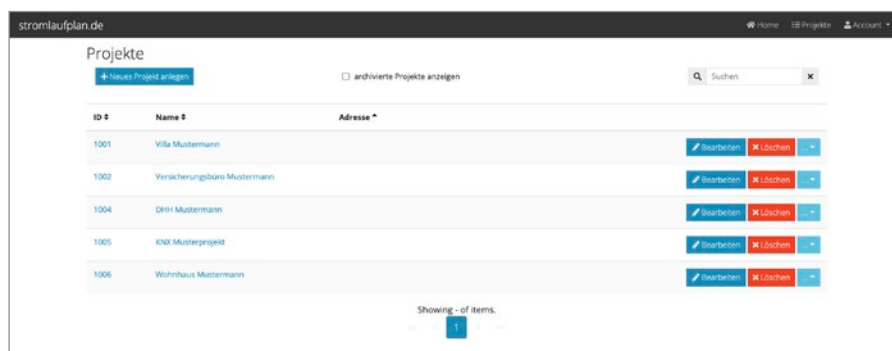 stromlaufplan.de Home Projekte Account
Projekte
Neues Projekt anlegen archivierte Projekte anzeigen Suchen
ID Name Adresse
1001 Villa Mustermann Bearbeiten Löschen ...
1002 Versicherungsbüro Mustermann Bearbeiten Löschen ...
1004 DHH Mustermann Bearbeiten Löschen ...
1005 KNX Musterprojekt Bearbeiten Löschen ...
1006 Wohnhaus Mustermann Bearbeiten Löschen ...
Showing - of items.
1